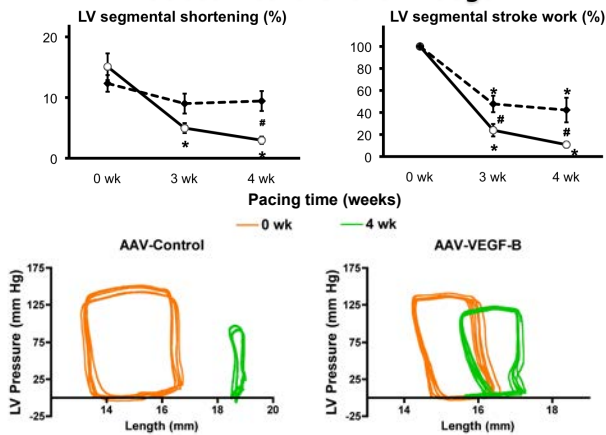 LV segmental shortening (%)
20
10
0
#
*
*
0 wk 3 wk 4 wk
LV segmental stroke work (%)
100
80
60
40
20
0
* *
# #
* *
0 wk 3 wk 4 wk
Pacing time (weeks)
0 wk 4 wk
AAV-Control
LV Pressure (mm Hg)
175
125
75
25
-25
14 16 18 20
Length (mm)
AAV-VEGF-B
LV Pressure (mm Hg)
175
125
75
25
-25
14 16 18
Length (mm)